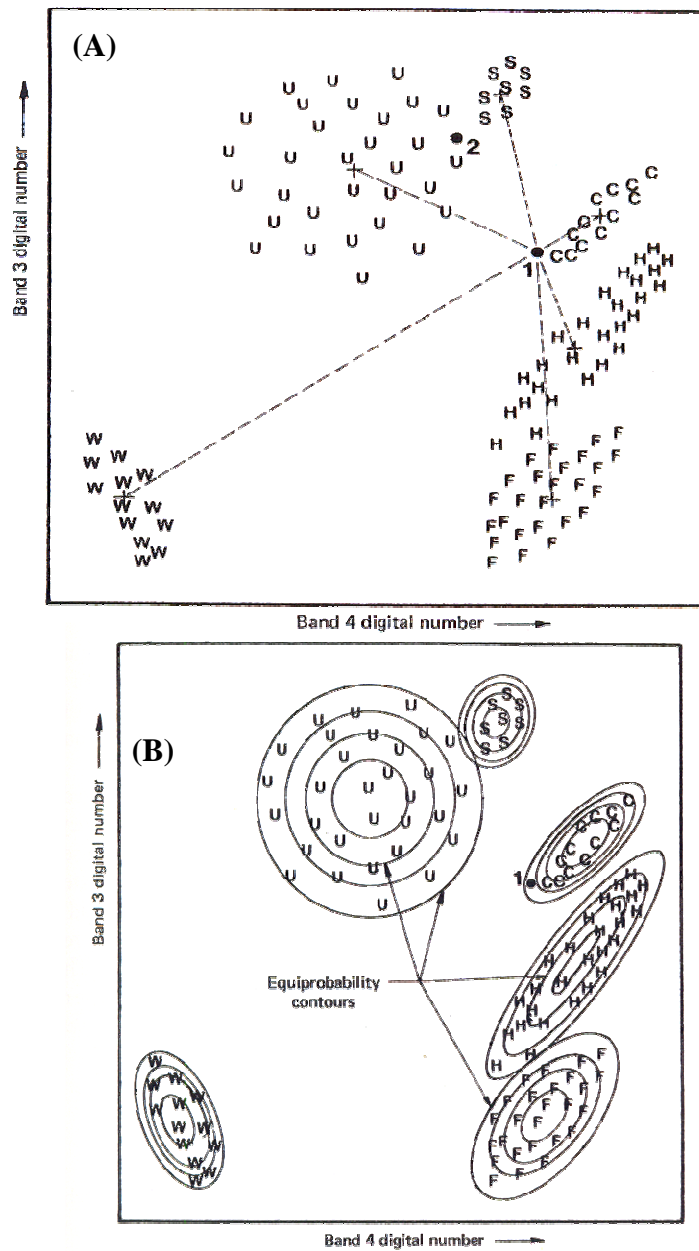 (A)
2
1
Band 3 digital number
Band 4 digital number
(B)
1
Equiprobability
contours
Band 3 digital number
Band 4 digital number